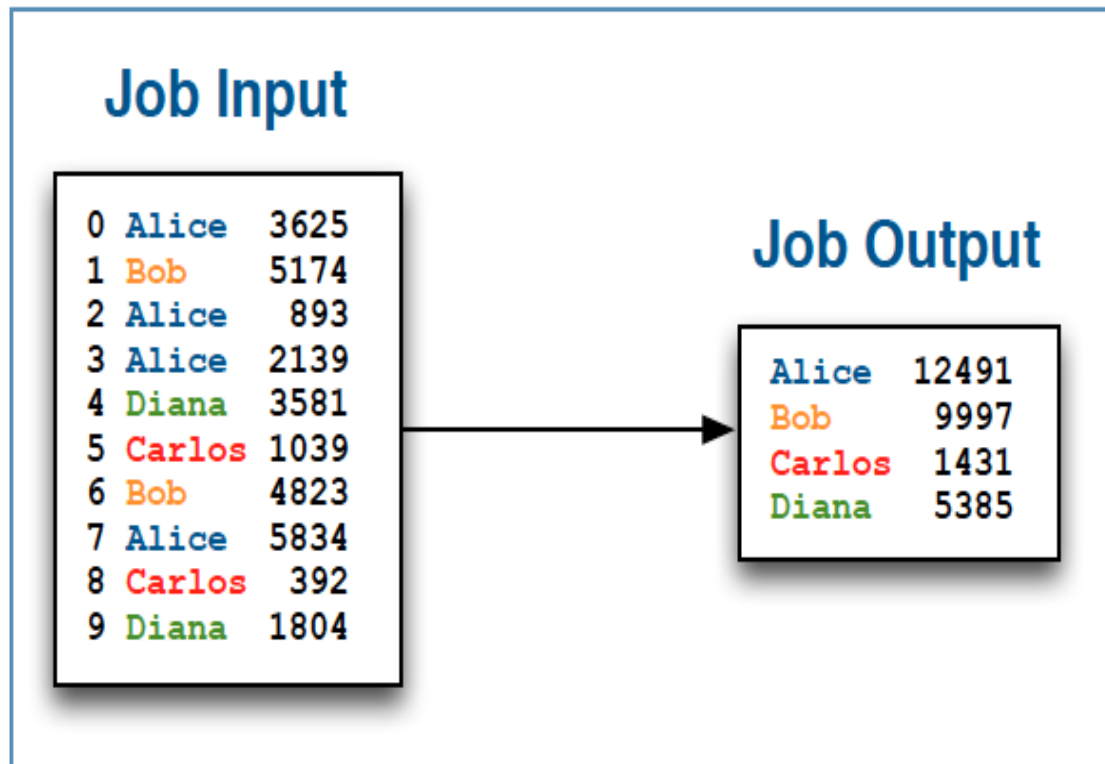 Job Input
0 Alice 3625
1 Bob 5174
2 Alice 893
3 Alice 2139
4 Diana 3581
5 Carlos 1039
6 Bob 4823
7 Alice 5834
8 Carlos 392
9 Diana 1804
Job Output
Alice 12491
Bob 9997
Carlos 1431
Diana 5385